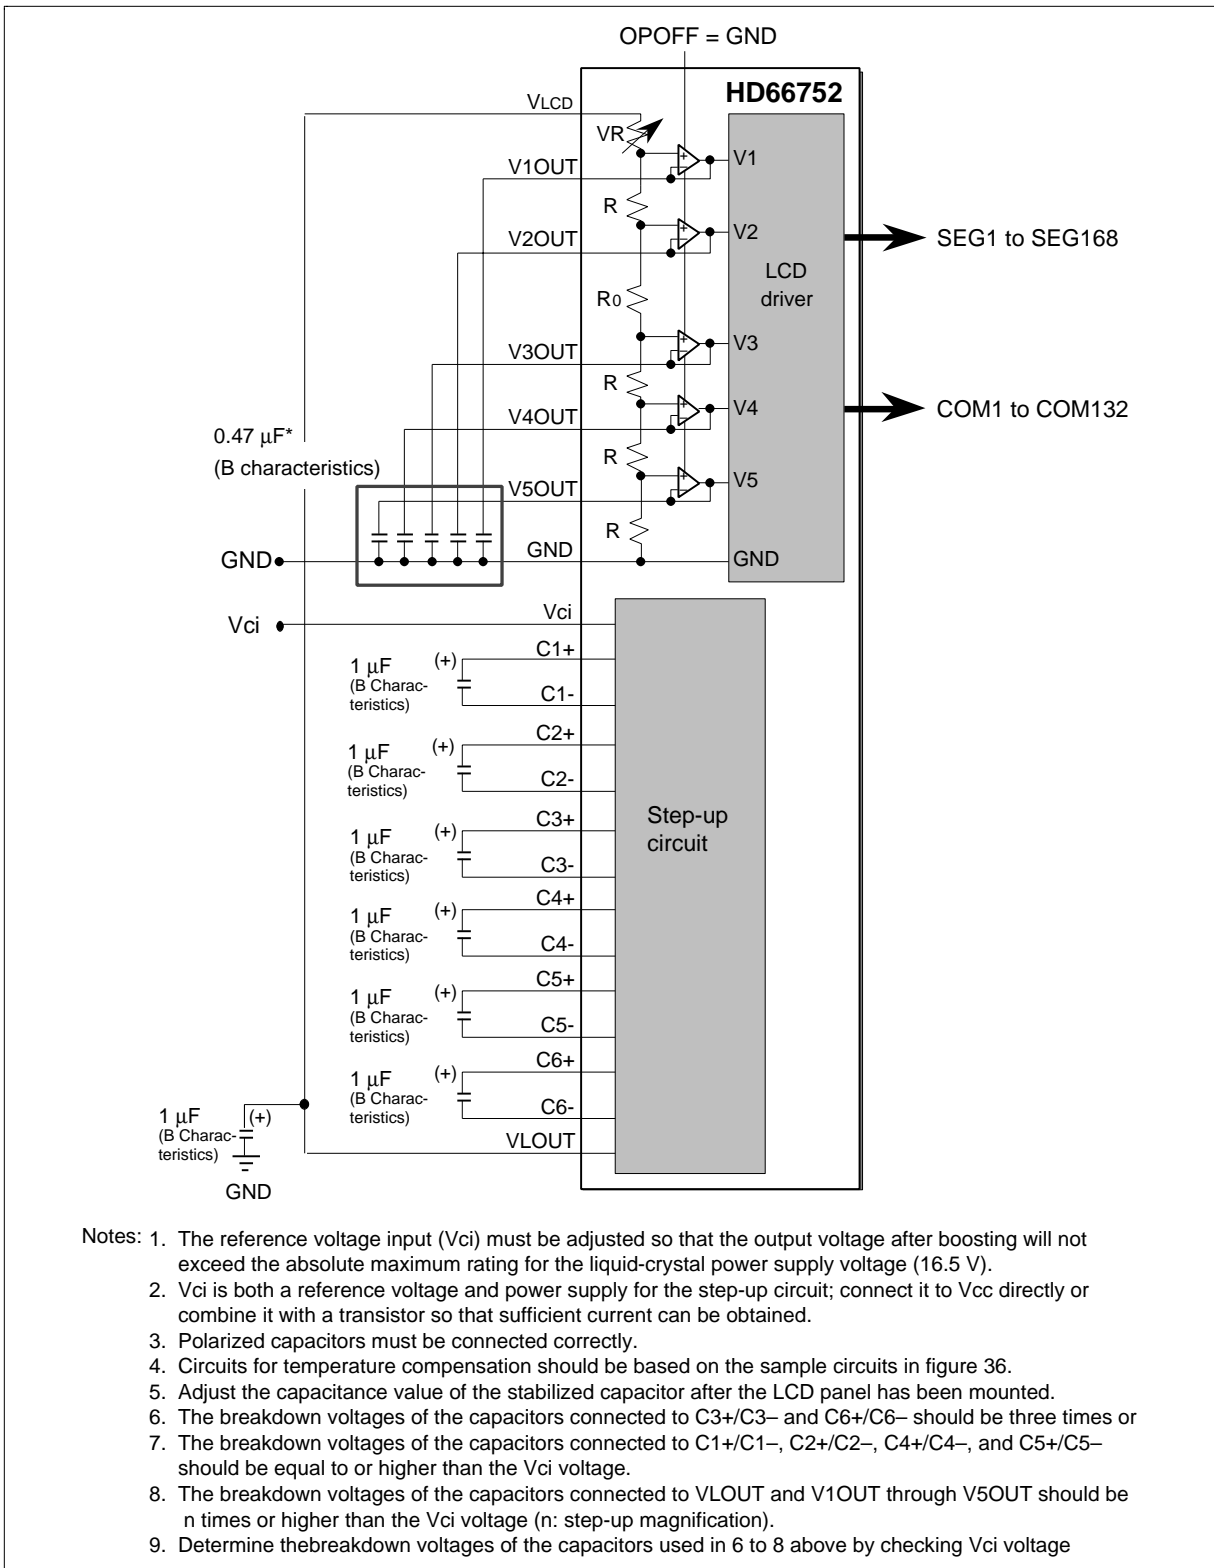 OPOFF = GND
HD66752
VLCD
VR
V1OUT
V1
R
V2OUT
V2
SEG1 to SEG168
LCD
driver
R0
V3OUT
V3
R
V4OUT
V4
COM1 to COM132
0.47 µF*
(B characteristics)
R
V5OUT
V5
R
GND
GND
GND
Vci
Vci
C1+
1 µF
(+)
(B Charac-
teristics)
C1-
C2+
1 µF
(+)
(B Charac-
teristics)
C2-
Step-up
circuit
C3+
1 µF
(+)
(B Charac-
teristics)
C3-
C4+
1 µF
(+)
(B Charac-
teristics)
C4-
C5+
1 µF
(+)
(B Charac-
teristics)
C5-
C6+
1 µF
(+)
(B Charac-
teristics)
C6-
1 µF
(+)
(B Charac-
teristics)
VLOUT
GND
Notes: 1. The reference voltage input (Vci) must be adjusted so that the output voltage after boosting will not
exceed the absolute maximum rating for the liquid-crystal power supply voltage (16.5 V).
2. Vci is both a reference voltage and power supply for the step-up circuit; connect it to Vcc directly or
combine it with a transistor so that sufficient current can be obtained.
3. Polarized capacitors must be connected correctly.
4. Circuits for temperature compensation should be based on the sample circuits in figure 36.
5. Adjust the capacitance value of the stabilized capacitor after the LCD panel has been mounted.
6. The breakdown voltages of the capacitors connected to C3+/C3– and C6+/C6– should be three times or
7. The breakdown voltages of the capacitors connected to C1+/C1–, C2+/C2–, C4+/C4–, and C5+/C5–
should be equal to or higher than the Vci voltage.
8. The breakdown voltages of the capacitors connected to VLOUT and V1OUT through V5OUT should be
n times or higher than the Vci voltage (n: step-up magnification).
9. Determine thebreakdown voltages of the capacitors used in 6 to 8 above by checking Vci voltage